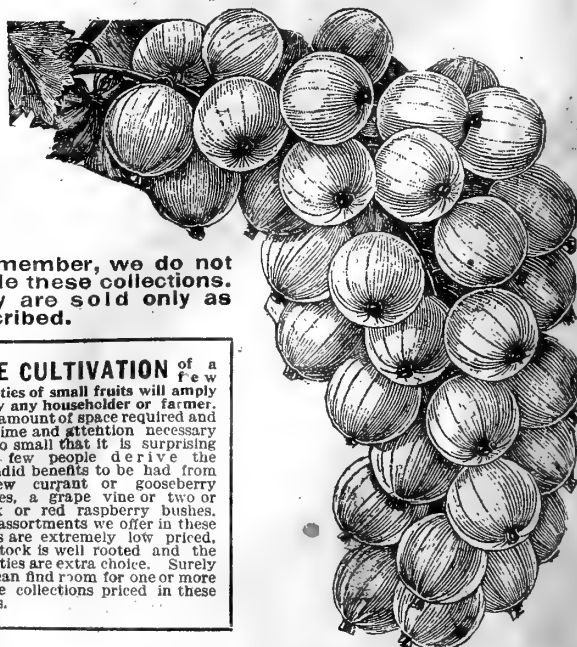 member, we do not
le these collections.
y are sold only as
cribed.
E CULTIVATION of a few
ties of small fruits will amply
y any householder or farmer.
amount of space required and
ime and attention necessary
o small that it is surprising
few people derive the
did benefits to be had from
ew currant or gooseberry
es, a grape vine or two or
k or red raspberry bushes.
assortments we offer in these
s are extremely low priced,
tock is well rooted and the
ties are extra choice. Surely
can find room for one or more
e collections priced in these
s.